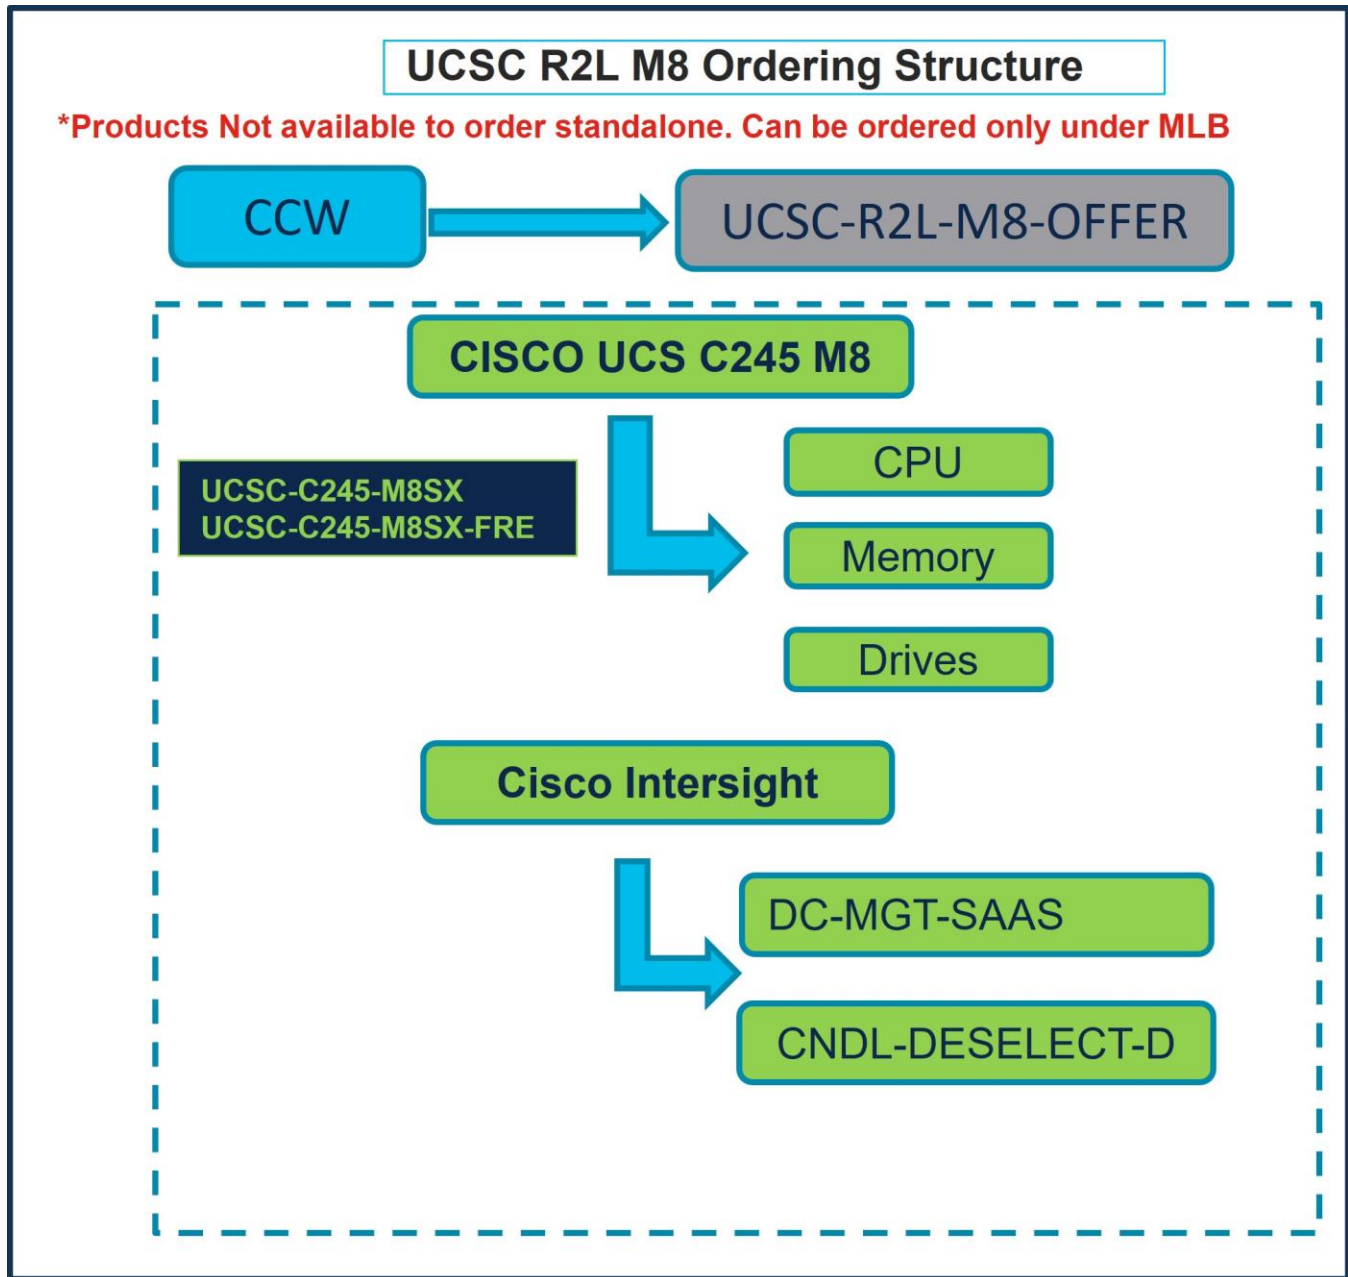 UCSC R2L M8 Ordering Structure
*Products Not available to order standalone. Can be ordered only under MLB
CCW
UCSC-R2L-M8-OFFER
CISCO UCS C245 M8
UCSC-C245-M8SX
UCSC-C245-M8SX-FRE
CPU
Memory
Drives
Cisco Intersight
DC-MGT-SAAS
CNDL-DESELECT-D